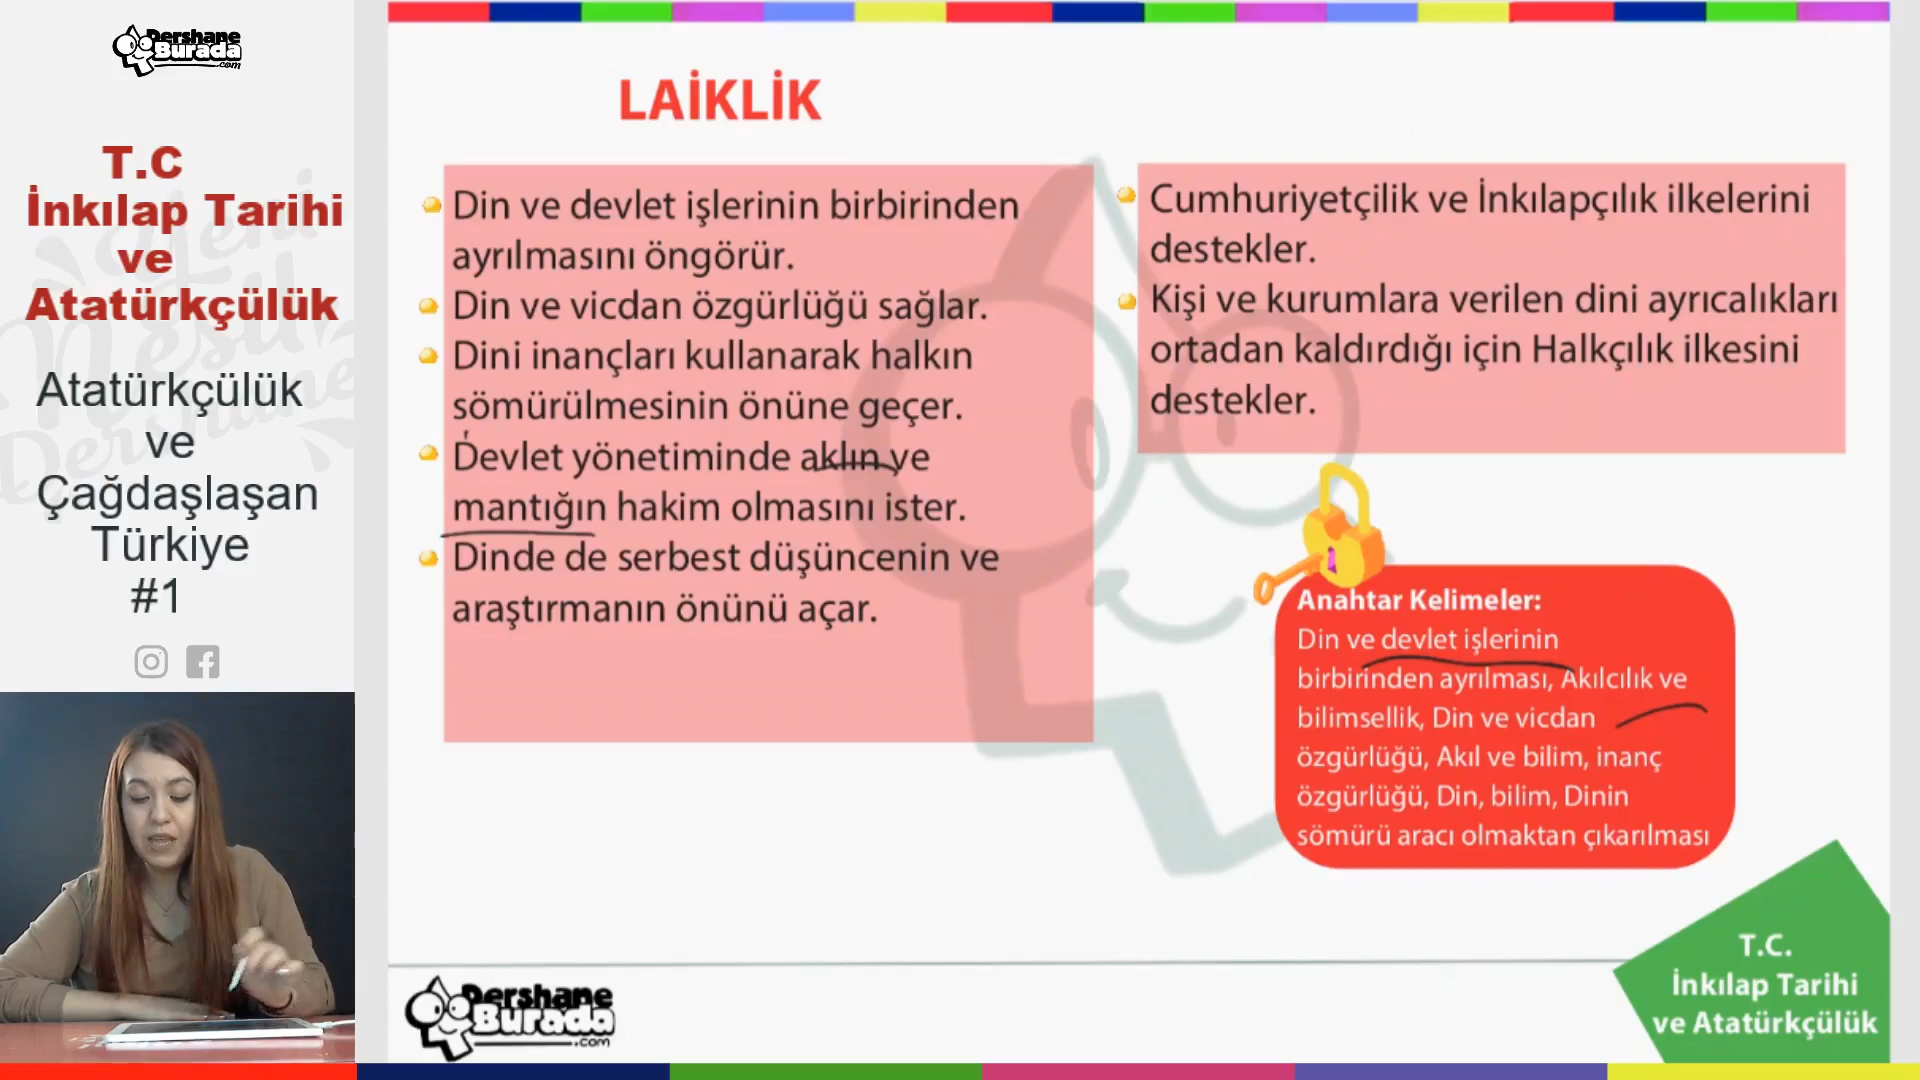 Dershane
Burada
.com
T.C
İnkılap Tarihi
ve
Atatürkçülük
Atatürkçülük
ve
Çağdaşlaşan
Türkiye
#1
LAİKLİK
Din ve devlet işlerinin birbirinden
ayrılmasını öngörür.
Din ve vicdan özgürlüğü sağlar.
Dini inançları kullanarak halkın
sömürülmesinin önüne geçer.
Devlet yönetiminde aklın ve
mantığın hakim olmasını ister.
Dinde de serbest düşüncenin ve
araştırmanın önünü açar.
Cumhuriyetçilik ve İnkılapçılık ilkelerini
destekler.
Kişi ve kurumlara verilen dini ayrıcalıkları
ortadan kaldırdığı için Halkçılık ilkesini
destekler.
Anahtar Kelimeler:
Din ve devlet işlerinin
birbirinden ayrılması, Akılcılık ve
bilimsellik, Din ve vicdan
özgürlüğü, Akıl ve bilim, inanç
özgürlüğü, Din, bilim, Dinin
sömürü aracı olmaktan çıkarılması
Dershane
Burada
.com
T.C.
İnkılap Tarihi
ve Atatürkçülük